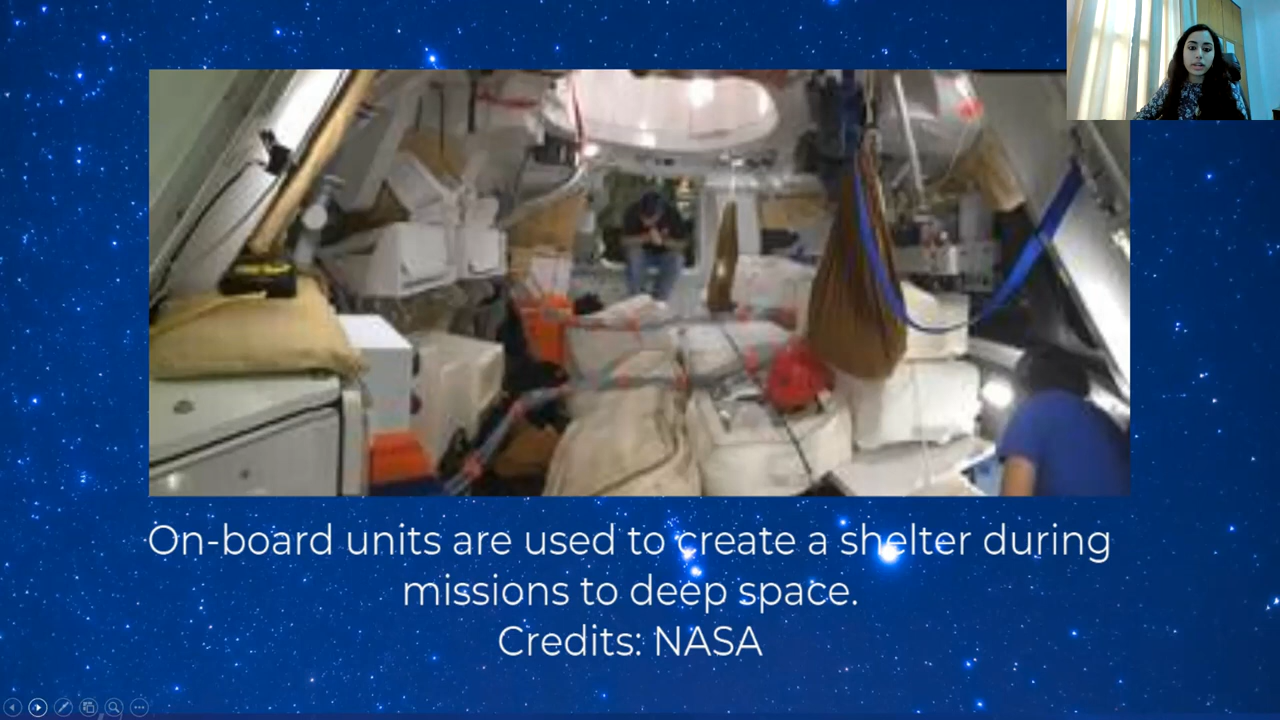 On-board units are used to create a shelter during
missions to deep space.
Credits: NASA